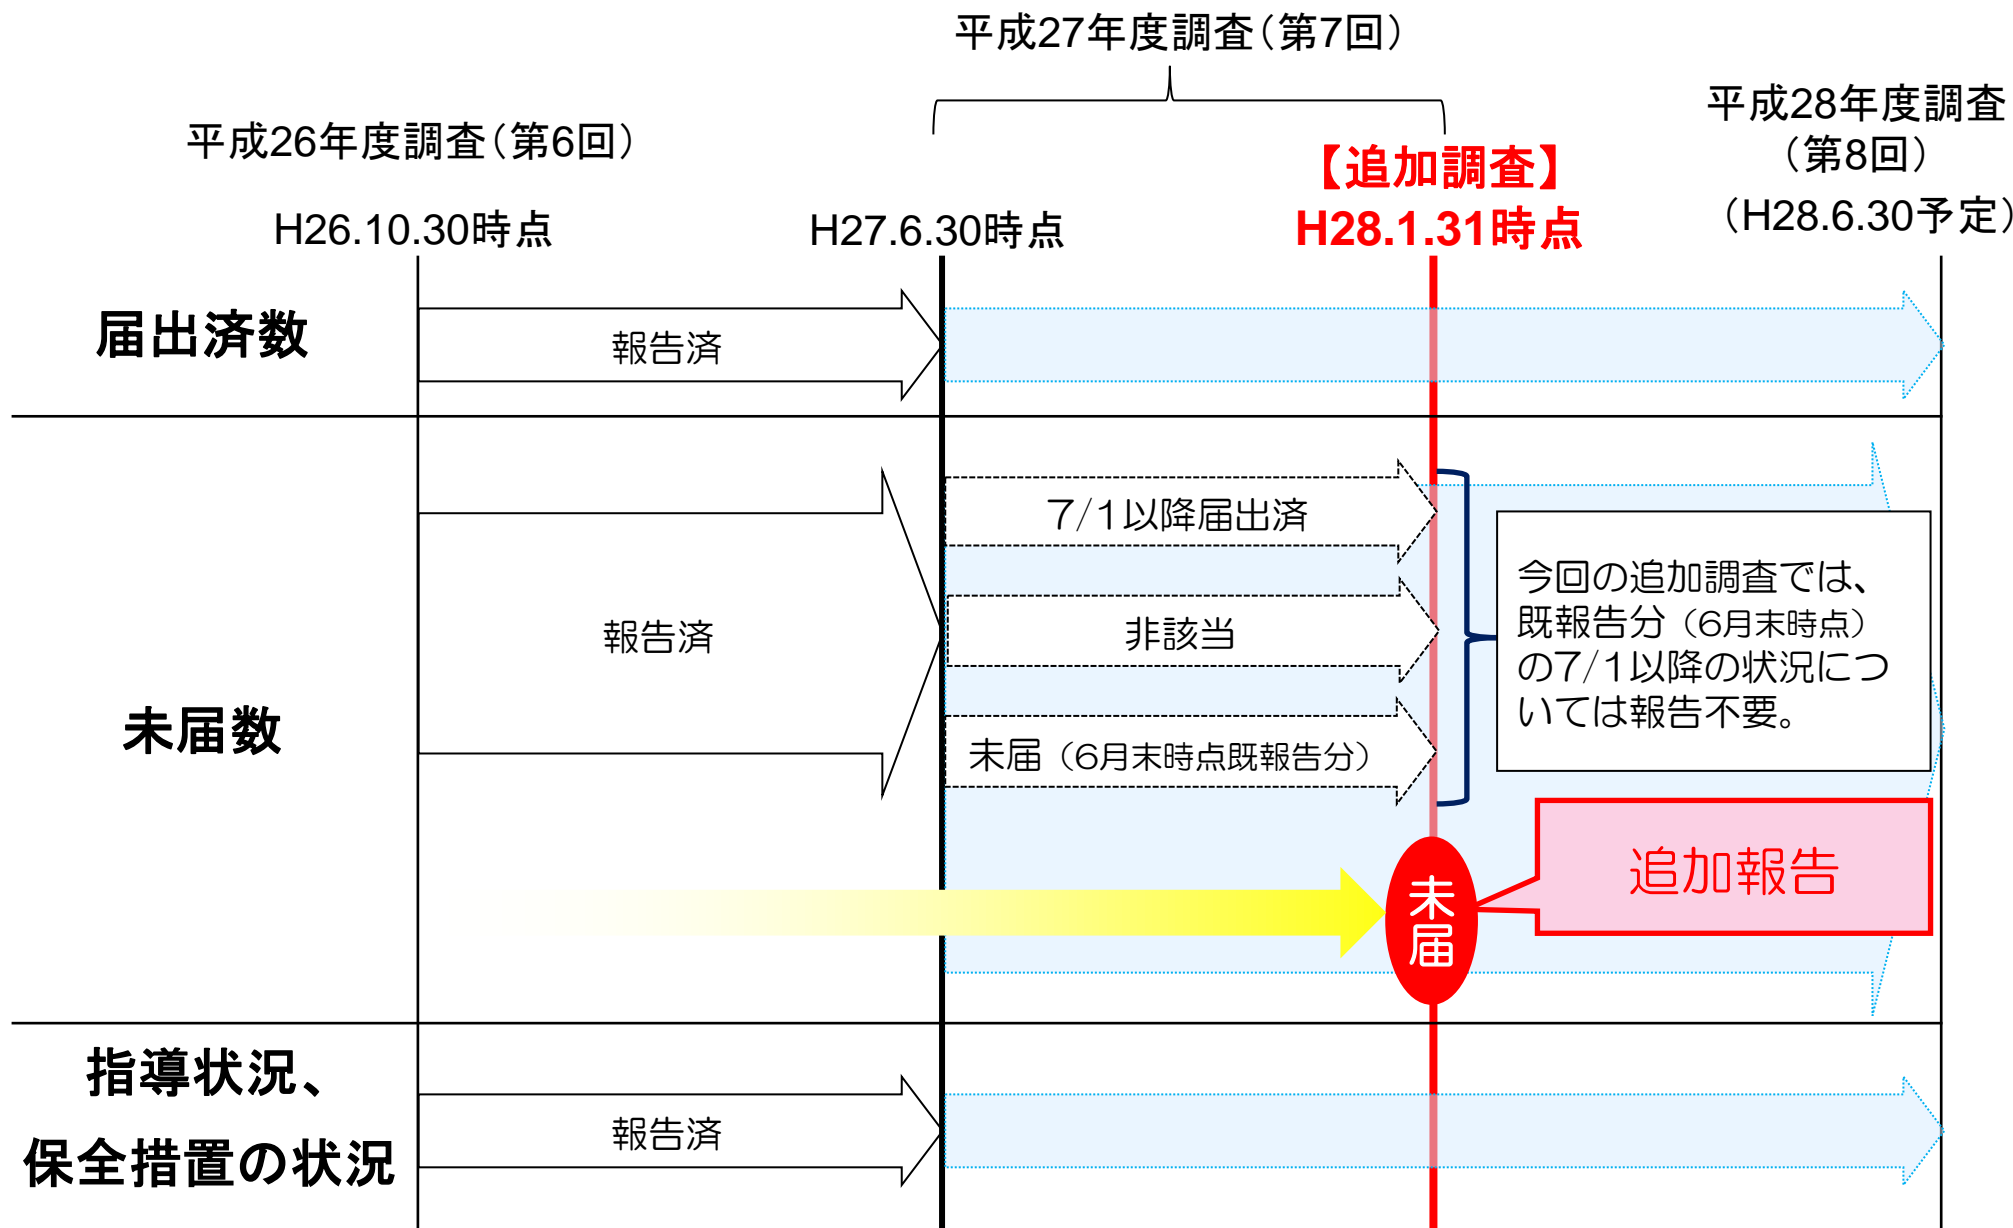 平成27年度調査（第7回）
平成26年度調査（第6回）
平成28年度調査
（第8回）
（H28.6.30予定）
【追加調査】
H28.1.31時点
H26.10.30時点
H27.6.30時点
届出済数
報告済
未届数
報告済
7/1以降届出済
非該当
未届（6月末時点既報告分）
今回の追加調査では、
既報告分（6月末時点）
の7/1以降の状況につ
いては報告不要。
追加報告
未届
指導状況、
保全措置の状況
報告済